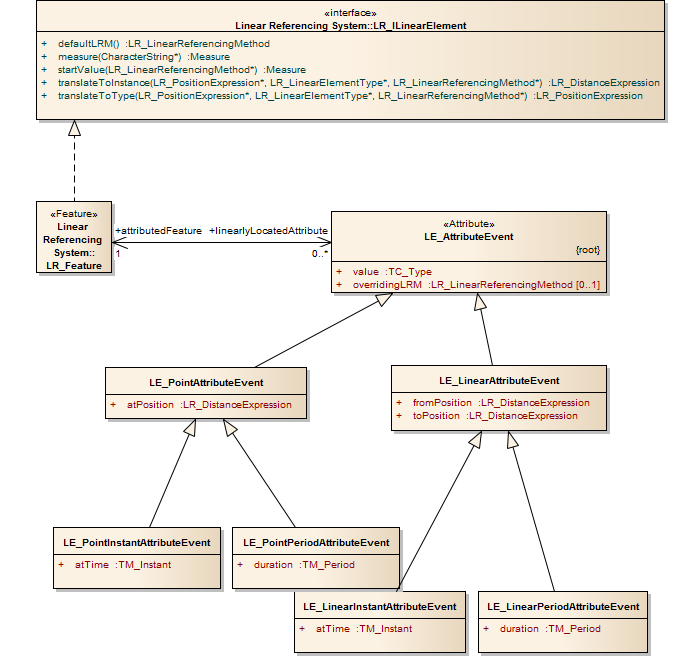 «interface»
Linear Referencing System::LR_ILinearElement
+ defaultLRM() :LR_LinearReferencingMethod
+ measure(CharacterString*) :Measure
+ startValue(LR_LinearReferencingMethod*) :Measure
+ translateToInstance(LR_PositionExpression*, LR_LinearElementType*, LR_LinearReferencingMethod*) :LR_DistanceExpression
+ translateToType(LR_PositionExpression*, LR_LinearElementType*, LR_LinearReferencingMethod*) :LR_PositionExpression
«Feature»
Linear
Referencing
System::
LR_Feature
+attributedFeature +linearlyLocatedAttribute
1 0..*
«Attribute»
LE_AttributeEvent
{root}
+ value :TC_Type
+ overridingLRM :LR_LinearReferencingMethod [0..1]
LE_PointAttributeEvent
+ atPosition :LR_DistanceExpression
LE_LinearAttributeEvent
+ fromPosition :LR_DistanceExpression
+ toPosition :LR_DistanceExpression
LE_PointInstantAttributeEvent
+ atTime :TM_Instant
LE_PointPeriodAttributeEvent
+ duration :TM_Period
LE_LinearInstantAttributeEvent
+ atTime :TM_Instant
LE_LinearPeriodAttributeEvent
+ duration :TM_Period